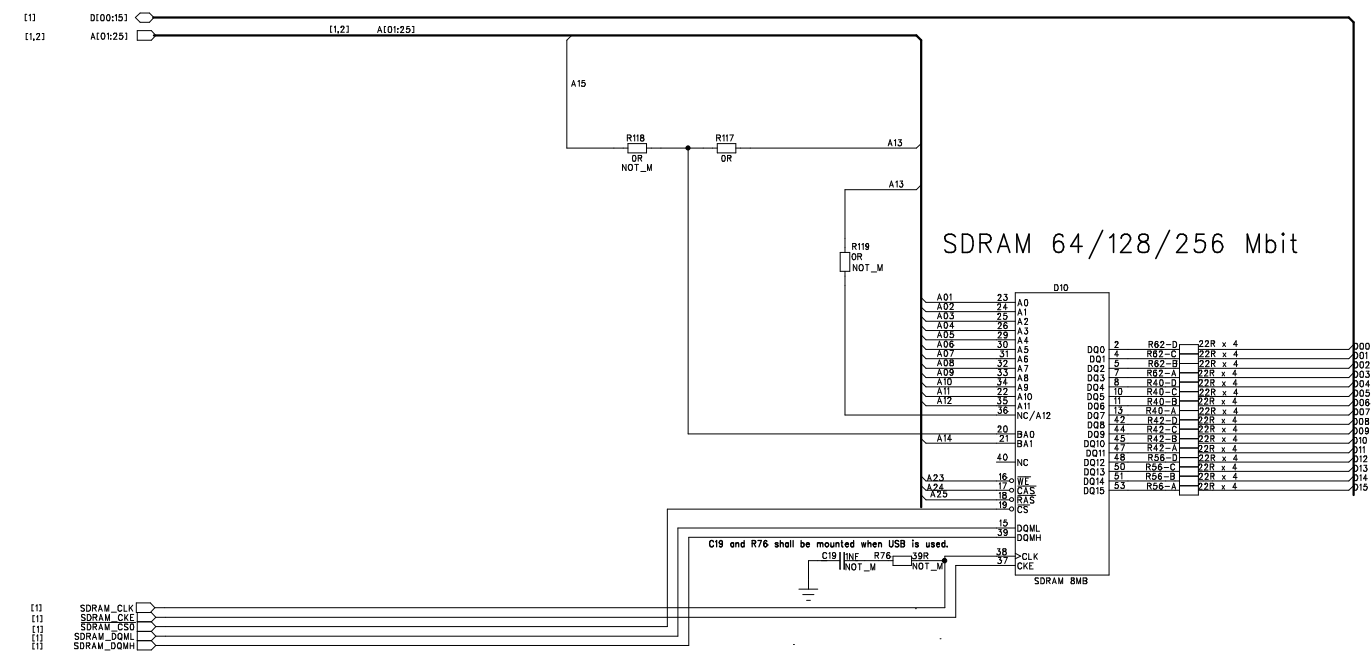 [1] D[00:15]
[1,2] A[01:25]
[1,2] A[01:25]
A15
R118
0R
NOT_M
R117
0R
A13
A13
R119
0R
NOT_M
SDRAM 64/128/256 Mbit
D10
A01 23 A0
A02 24 A1
A03 25 A2
A04 26 A3
A05 29 A4
A06 30 A5
A07 31 A6
A08 32 A7
A09 33 A8
A10 34 A9
A11 22 A10
A12 35 A11
36 NC/A12
20 BA0
A14 21 BA1
40 NC
A23 16 WE
A24 17 CAS
A25 18 RAS
19 CS
15 DQML
39 DQMH
38 >CLK
37 CKE
DQ0 2 R62-D 22R x 4 D00
DQ1 4 R62-C 22R x 4 D01
DQ2 5 R62-B 22R x 4 D02
DQ3 7 R62-A 22R x 4 D03
DQ4 8 R40-D 22R x 4 D04
DQ5 10 R40-C 22R x 4 D05
DQ6 11 R40-B 22R x 4 D06
DQ7 13 R40-A 22R x 4 D07
DQ8 42 R42-D 22R x 4 D08
DQ9 44 R42-C 22R x 4 D09
DQ10 45 R42-B 22R x 4 D10
DQ11 47 R42-A 22R x 4 D11
DQ12 48 R56-D 22R x 4 D12
DQ13 50 R56-C 22R x 4 D13
DQ14 51 R56-B 22R x 4 D14
DQ15 53 R56-A 22R x 4 D15
SDRAM 8MB
C19 and R76 shall be mounted when USB is used.
C19 1NF
NOT_M
R76 39R
NOT_M
[1] SDRAM_CLK
[1] SDRAM_CKE
[1] SDRAM_CS0
[1] SDRAM_DQML
[1] SDRAM_DQMH